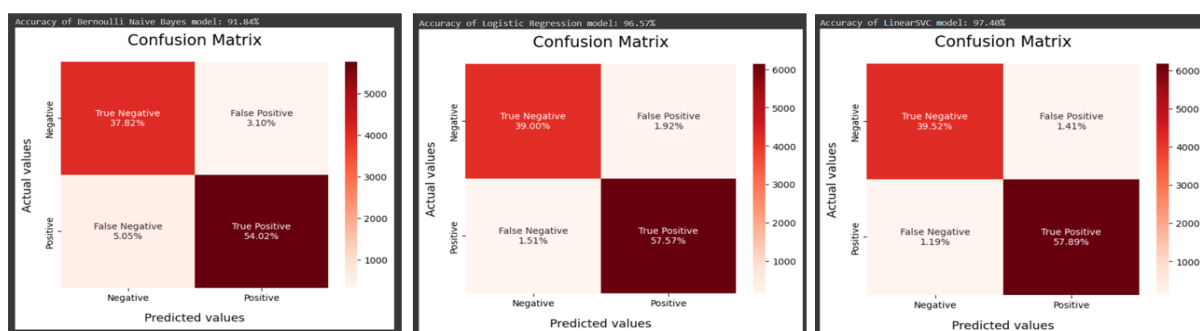 Accuracy of Bernoulli Naive Bayes model: 91.84%
Confusion Matrix
Actual values
Negative
Positive
True Negative
37.82%
False Positive
3.10%
False Negative
5.05%
True Positive
54.02%
5000
4000
3000
2000
1000
Negative
Positive
Predicted values
Accuracy of Logistic Regression model: 96.57%
Confusion Matrix
Actual values
Negative
Positive
True Negative
39.00%
False Positive
1.92%
False Negative
1.51%
True Positive
57.57%
6000
5000
4000
3000
2000
1000
Negative
Positive
Predicted values
Accuracy of LinearSVC model: 97.40%
Confusion Matrix
Actual values
Negative
Positive
True Negative
39.52%
False Positive
1.41%
False Negative
1.19%
True Positive
57.89%
6000
5000
4000
3000
2000
1000
Negative
Positive
Predicted values